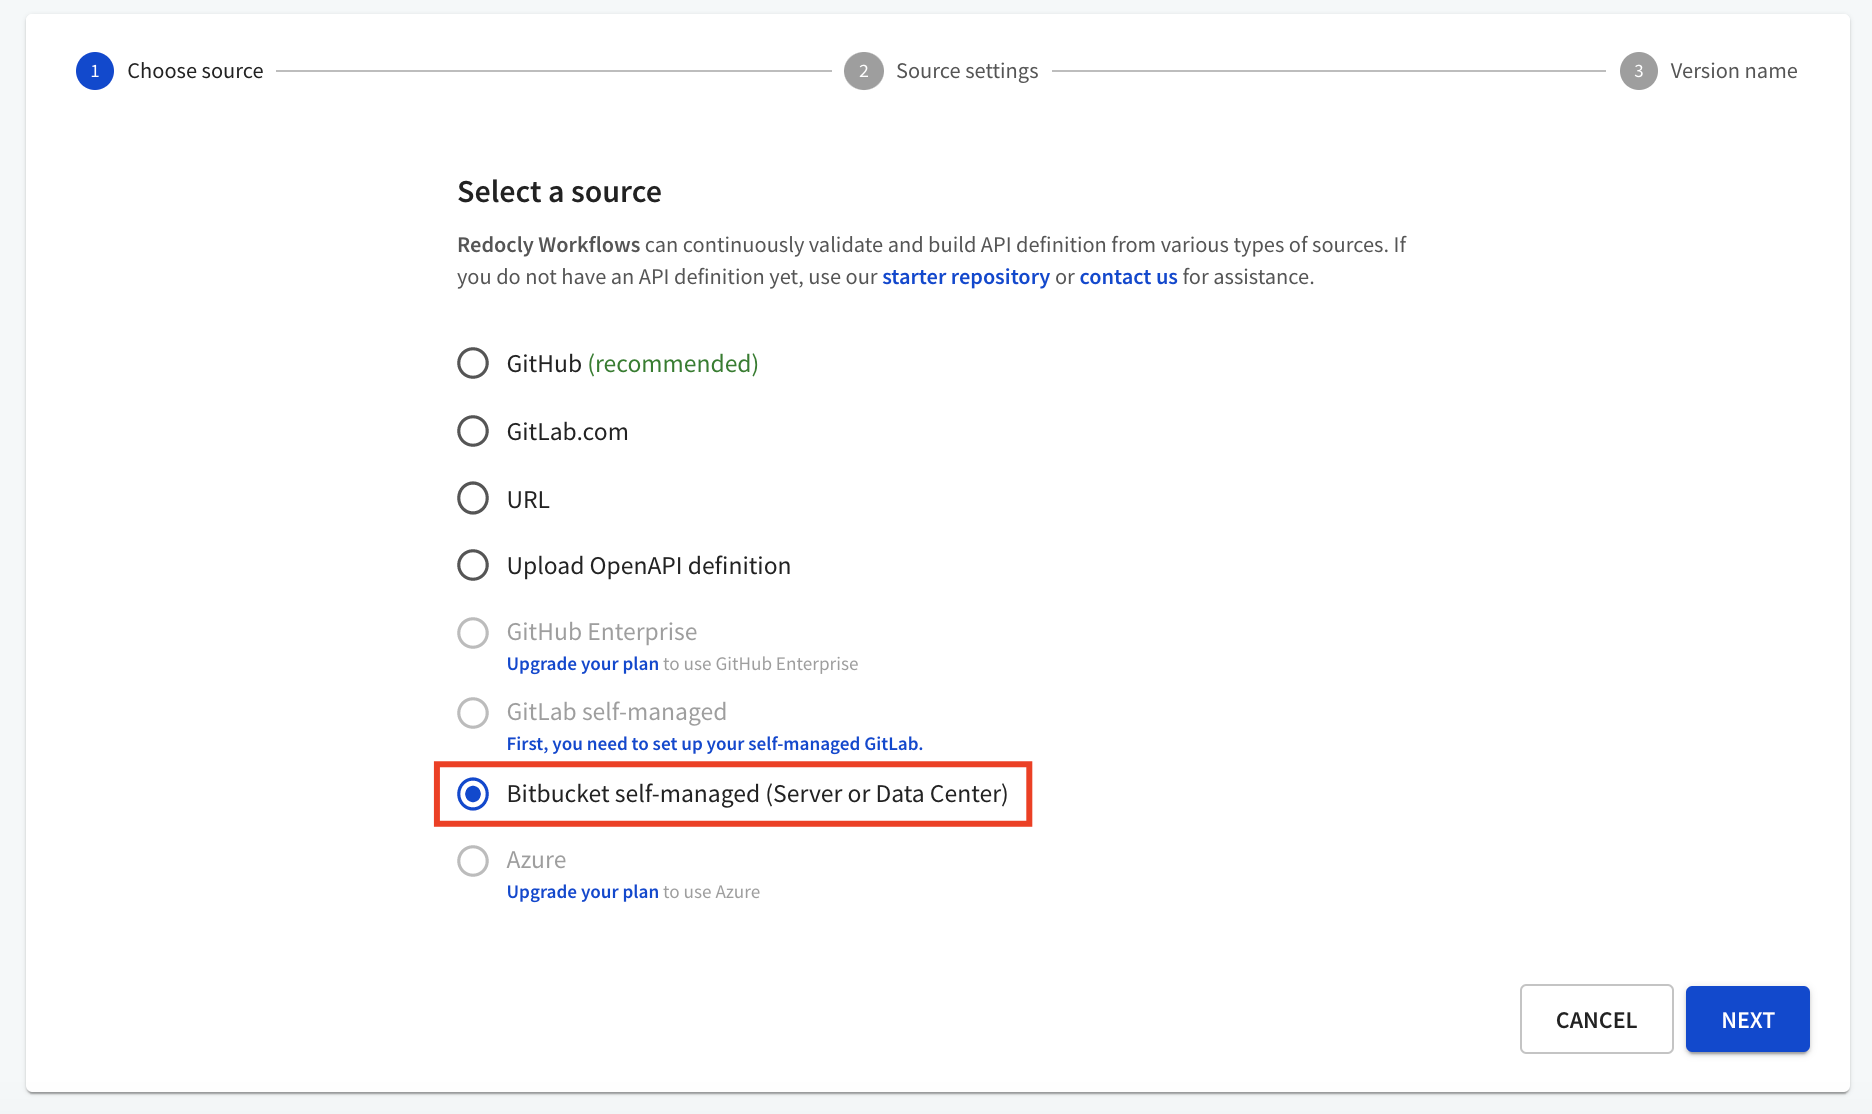 1 Choose source 2 Source settings 3 Version name
Select a source
Redocly Workflows can continuously validate and build API definition from various types of sources. If
you do not have an API definition yet, use our starter repository or contact us for assistance.
GitHub (recommended)
GitLab.com
URL
Upload OpenAPI definition
GitHub Enterprise
Upgrade your plan to use GitHub Enterprise
GitLab self-managed
First, you need to set up your self-managed GitLab.
Bitbucket self-managed (Server or Data Center)
Azure
Upgrade your plan to use Azure
CANCEL NEXT